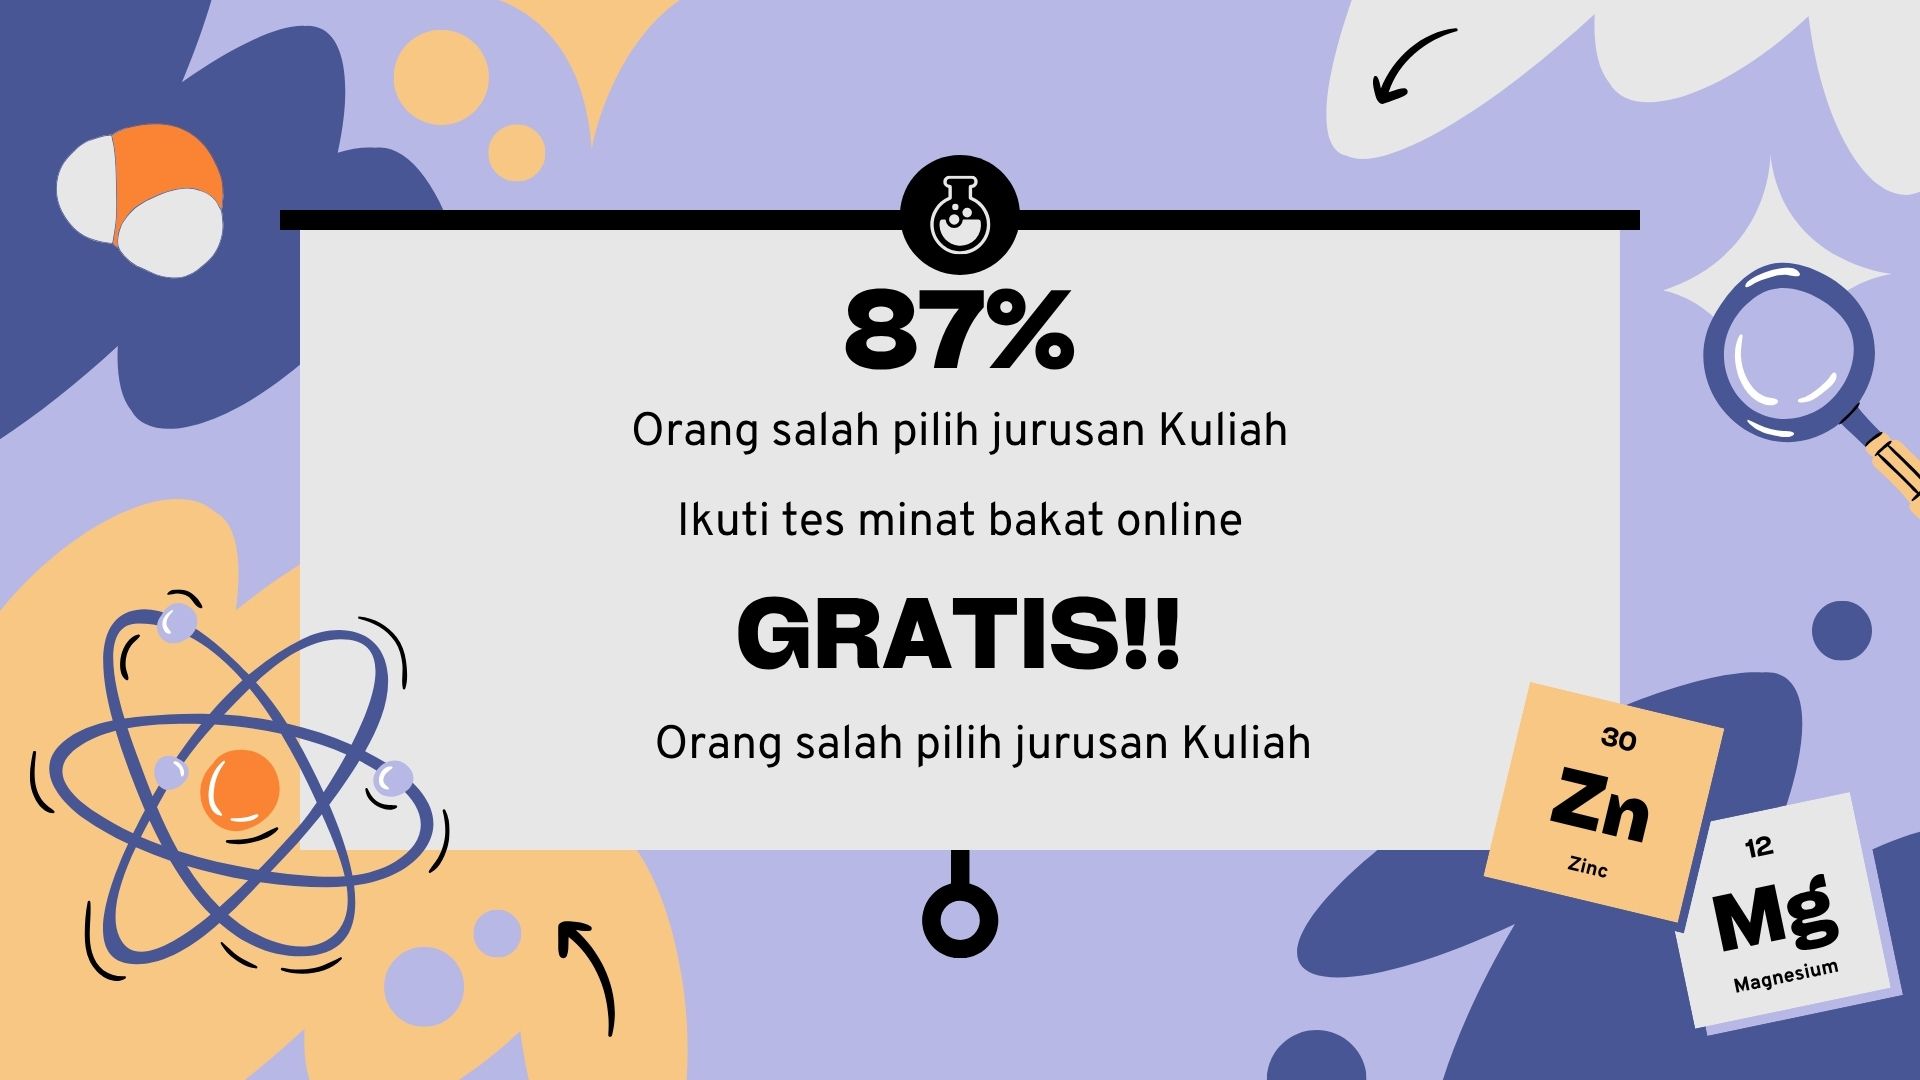 87%
Orang salah pilih jurusan Kuliah
Ikuti tes minat bakat online
GRATIS!!
Orang salah pilih jurusan Kuliah
30
Zn
Zinc
12
Mg
Magnesium